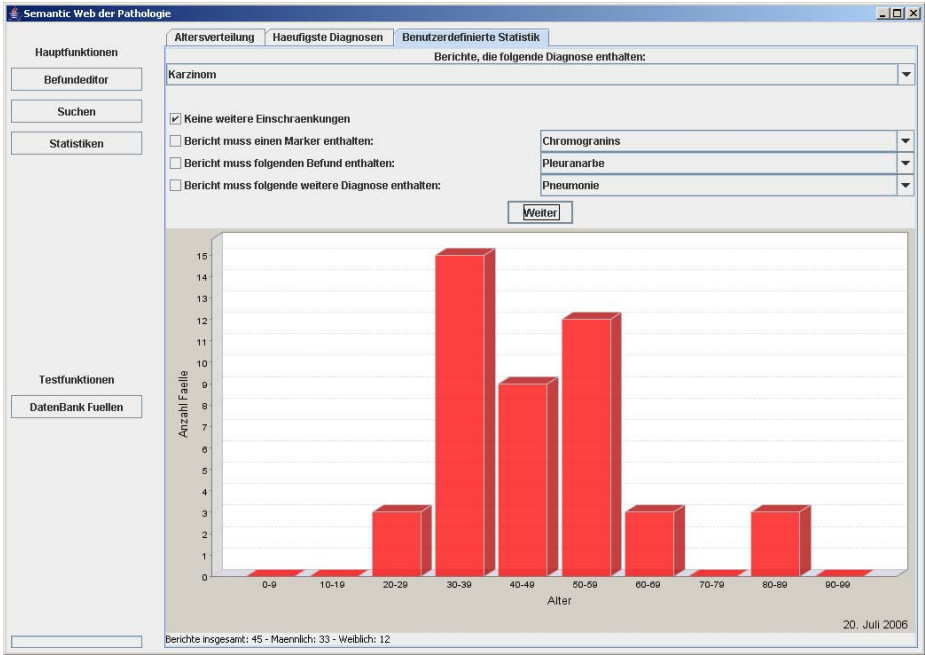 Semantic Web der Pathologie
Hauptfunktionen
Befundeditor
Suchen
Statistiken
Testfunktionen
DatenBank Fuellen
Altersverteilung Haeufigste Diagnosen Benutzerdefinierte Statistik
Berichte, die folgende Diagnose enthalten:
Karzinom
Keine weitere Einschraenkungen
Bericht muss einen Marker enthalten: Chromogranins
Bericht muss folgenden Befund enthalten: Pleuranarbe
Bericht muss folgende weitere Diagnose enthalten: Pneumonie
Weiter
Anzahl Faelle
15
14
13
12
11
10
9
8
7
6
5
4
3
2
1
0
0-9 10-19 20-29 30-39 40-49 50-59 60-69 70-79 80-89 90-99
Alter
20. Juli 2006
Berichte insgesamt: 45 - Maennlich: 33 - Weiblich: 12